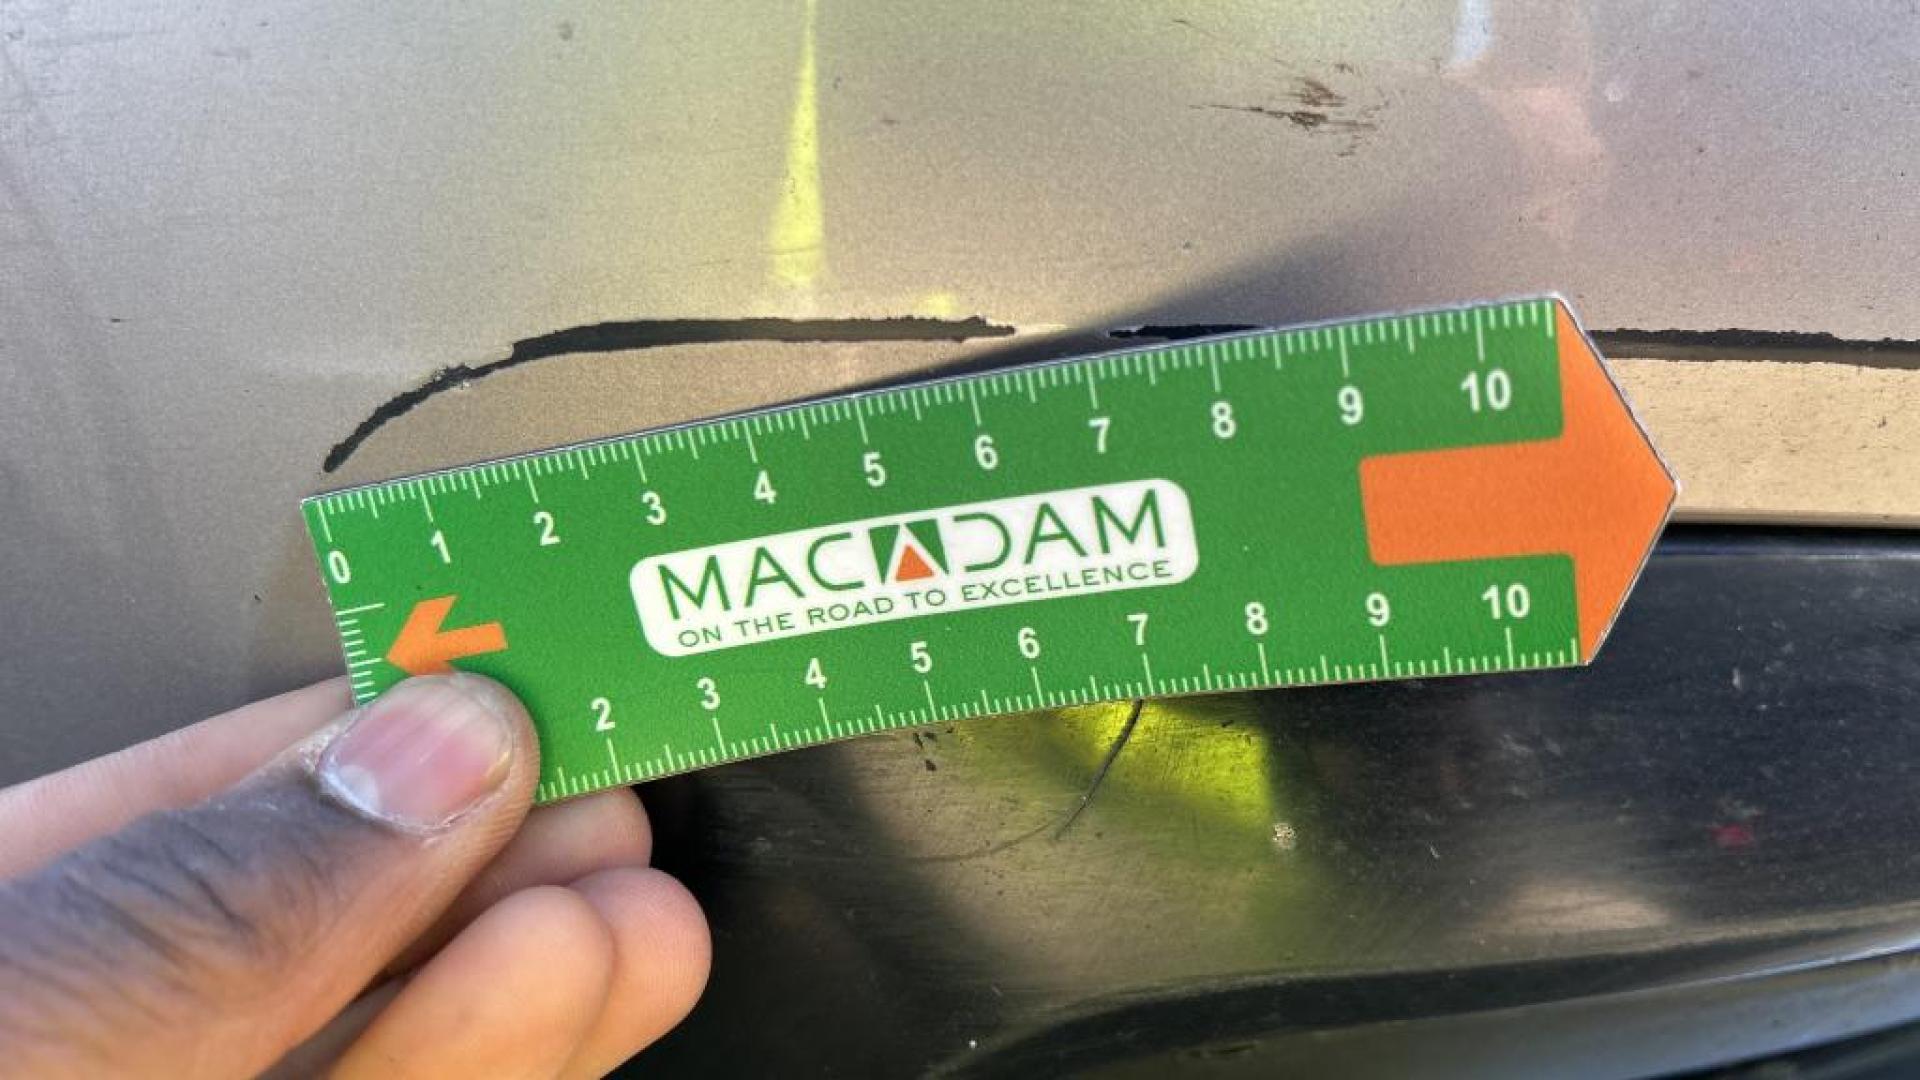 0 1 2 3 4 5 6 7 8 9 10
MACADAM
ON THE ROAD TO EXCELLENCE
2 3 4 5 6 7 8 9 10